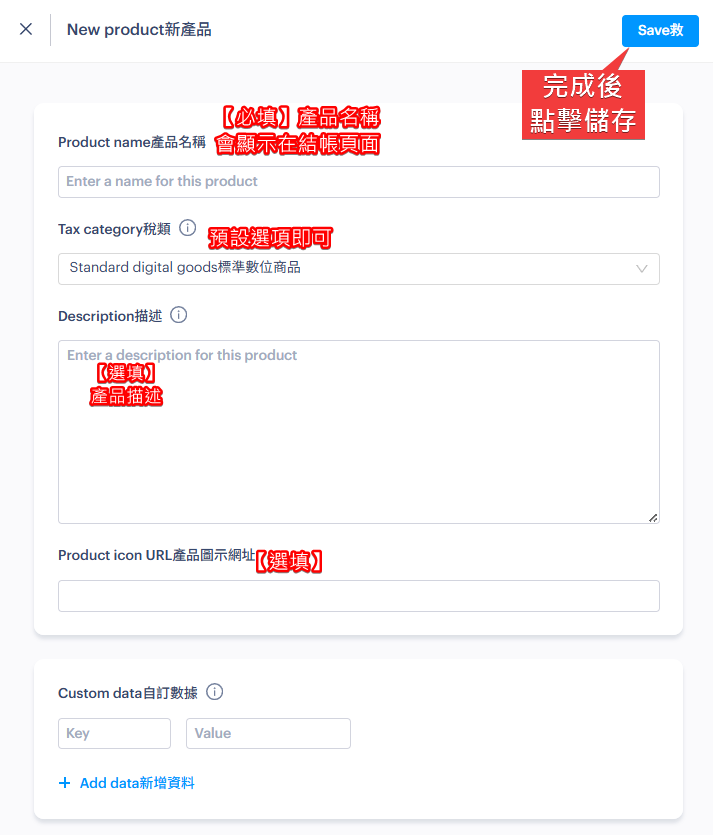 New product新產品
Save救
完成後
點擊儲存
【必填】產品名稱
會顯示在結帳頁面
Product name產品名稱
Enter a name for this product
Tax category稅類
預設選項即可
Standard digital goods標準數位商品
Description描述
Enter a description for this product
【選填】
產品描述
Product icon URL產品圖示網址
【選填】
Custom data自訂數據
Key
Value
+ Add data新增資料